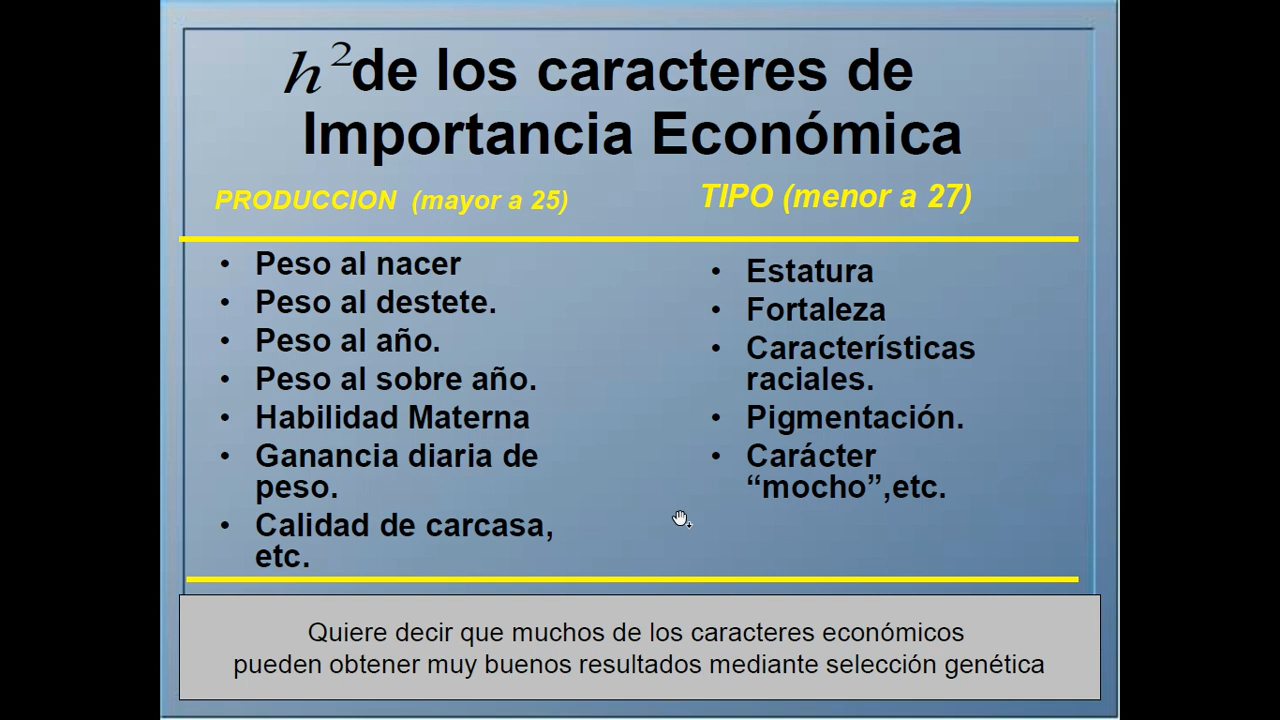 h² de los caracteres de
Importancia Económica
PRODUCCION (mayor a 25)
• Peso al nacer
• Peso al destete.
• Peso al año.
• Peso al sobre año.
• Habilidad Materna
• Ganancia diaria de
peso.
• Calidad de carcasa,
etc.
TIPO (menor a 27)
• Estatura
• Fortaleza
• Características
raciales.
• Pigmentación.
• Carácter
“mocho”,etc.
Quiere decir que muchos de los caracteres económicos
pueden obtener muy buenos resultados mediante selección genética